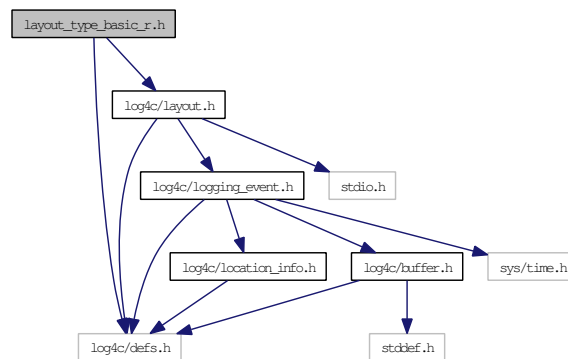 layout_type_basic_r.h
log4c/layout.h
log4c/logging_event.h
stdio.h
log4c/location_info.h
log4c/buffer.h
sys/time.h
log4c/defs.h
stddef.h